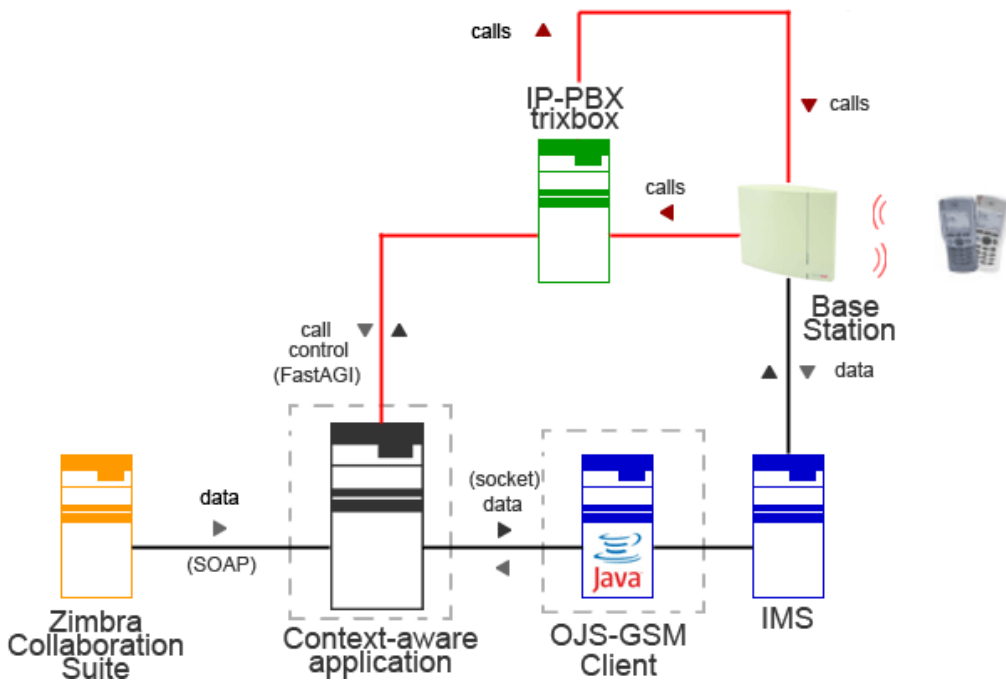 calls
IP-PBX
trixbox
calls
calls
Base
Station
call
control
(FastAGI)
data
data
(SOAP)
(socket)
data
Java
Zimbra
Collaboration
Suite
Context-aware
application
OJS-GSM
Client
IMS